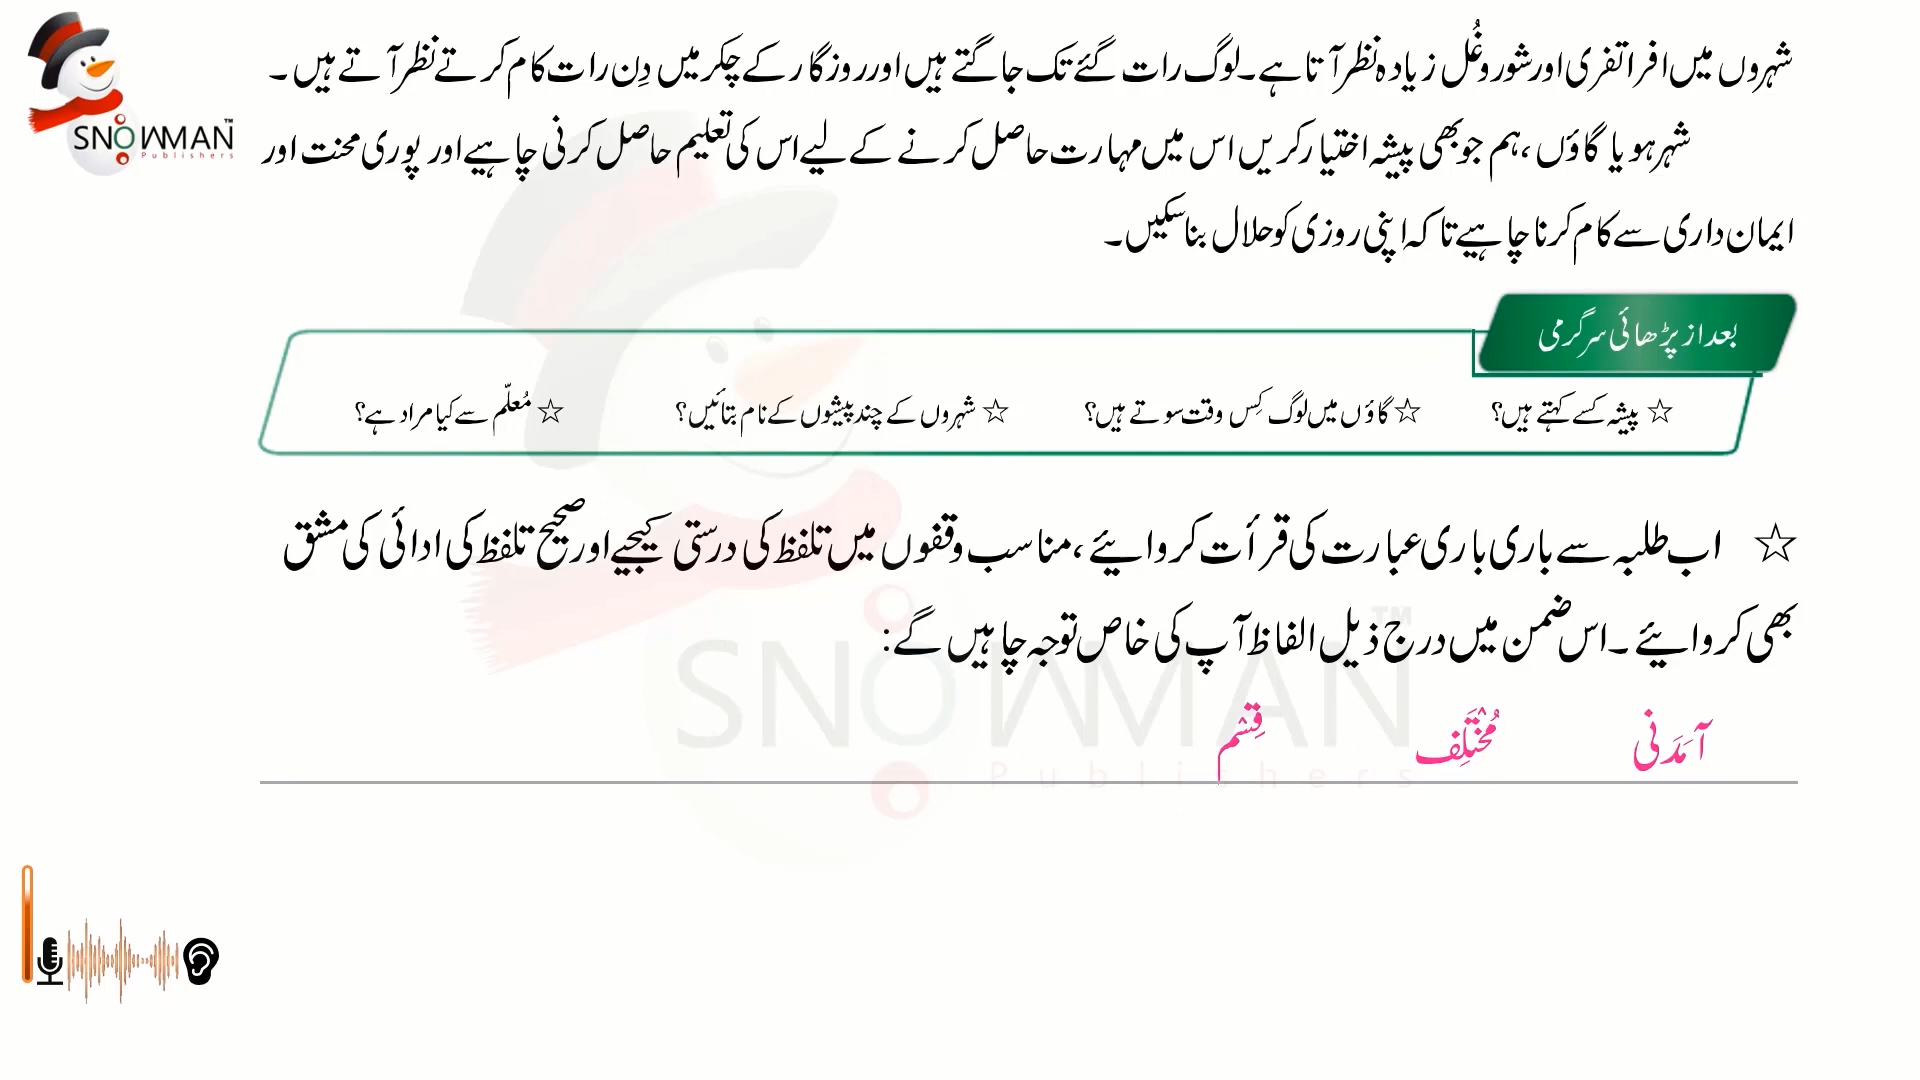 SNOWMAN™
Publishers
شہروں میں افراتفری اور شور و غُل زیادہ نظر آتا ہے۔ لوگ رات گئے تک جاگتے ہیں اور روزگار کے چکر میں دِن رات کام کرتے نظر آتے ہیں۔
شہر ہو یا گاؤں، ہم جو بھی پیشہ اختیار کریں اس میں مہارت حاصل کرنے کے لیے اس کی تعلیم حاصل کرنی چاہیے اور پوری محنت اور
ایمان داری سے کام کرنا چاہیے تاکہ اپنی روزی کو حلال بنا سکیں۔
بعد از پڑھائی سرگرمی
☆ پیشہ کسے کہتے ہیں؟ ☆ گاؤں میں لوگ کِس وقت سوتے ہیں؟ ☆ شہروں کے چند پیشوں کے نام بتائیں؟ ☆ مُعلّم سے کیا مراد ہے؟
☆ اب طلبہ سے باری باری عبارت کی قرأت کروائیے، مناسب وقفوں میں تلفظ کی درستی کیجیے اور صحیح تلفظ کی ادائی کی مشق
بھی کروائیے۔ اس ضمن میں درج ذیل الفاظ آپ کی خاص توجہ چاہیں گے:
آمَدَنی مُخْتَلِف قِسْم
SNOWMAN™
Publishers